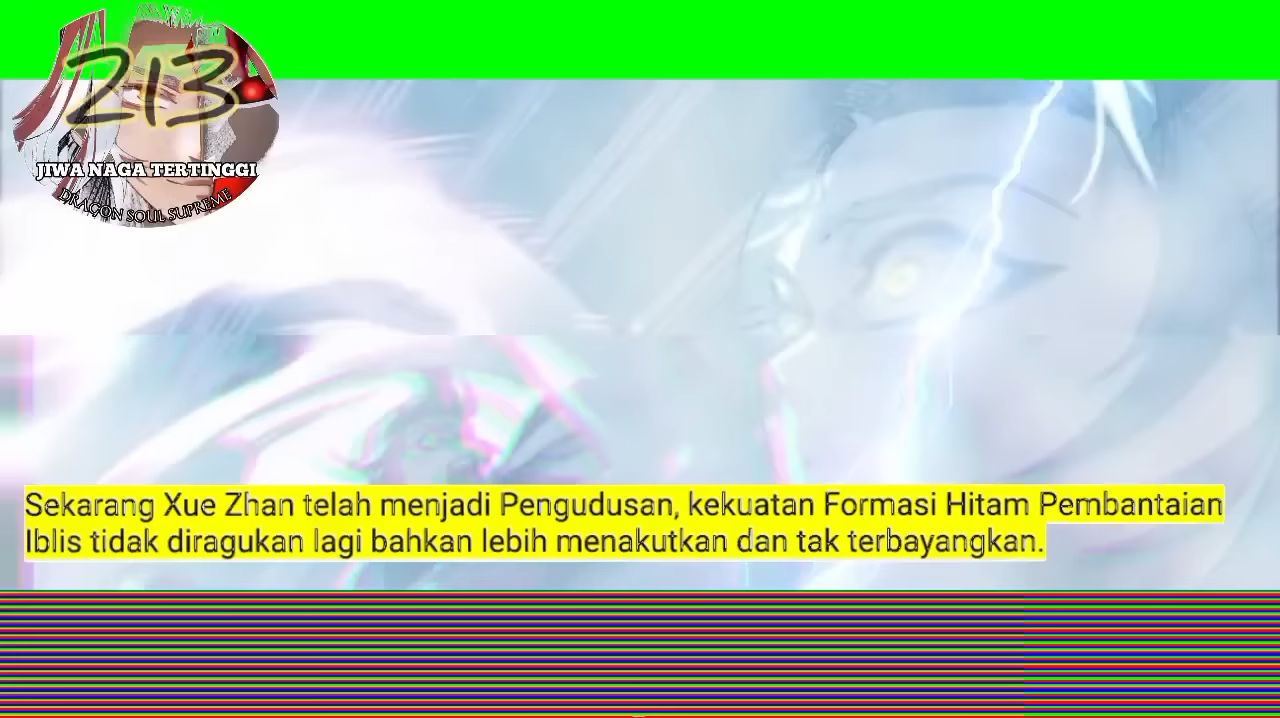 213
JIWA NAGA TERTINGGI
DRAGON SOUL SUPREME
Sekarang Xue Zhan telah menjadi Pengudusan, kekuatan Formasi Hitam Pembantaian
Iblis tidak diragukan lagi bahkan lebih menakutkan dan tak terbayangkan.